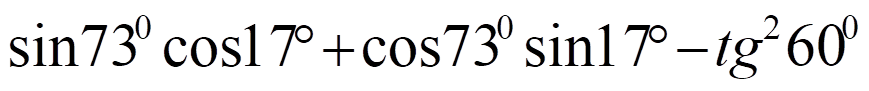 sin73⁰ cos17° + cos73⁰ sin17° – tg²60⁰